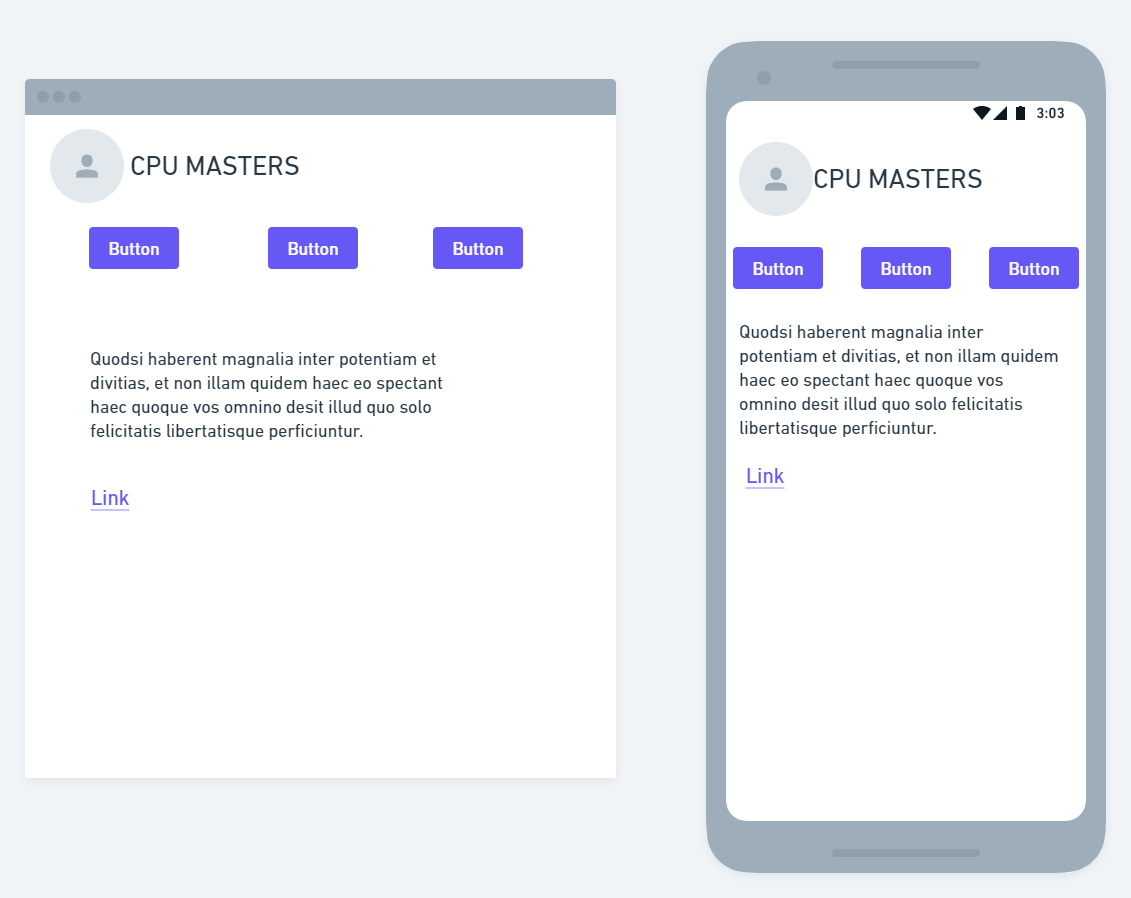 CPU MASTERS
Button Button Button
Quodsi haberent magnalia inter potentiam et
divitias, et non illam quidem haec eo spectant
haec quoque vos omnino desit illud quo solo
felicitatis libertatisque perficiuntur.
Link
3:03
CPU MASTERS
Button Button Button
Quodsi haberent magnalia inter
potentiam et divitias, et non illam quidem
haec eo spectant haec quoque vos
omnino desit illud quo solo felicitatis
libertatisque perficiuntur.
Link